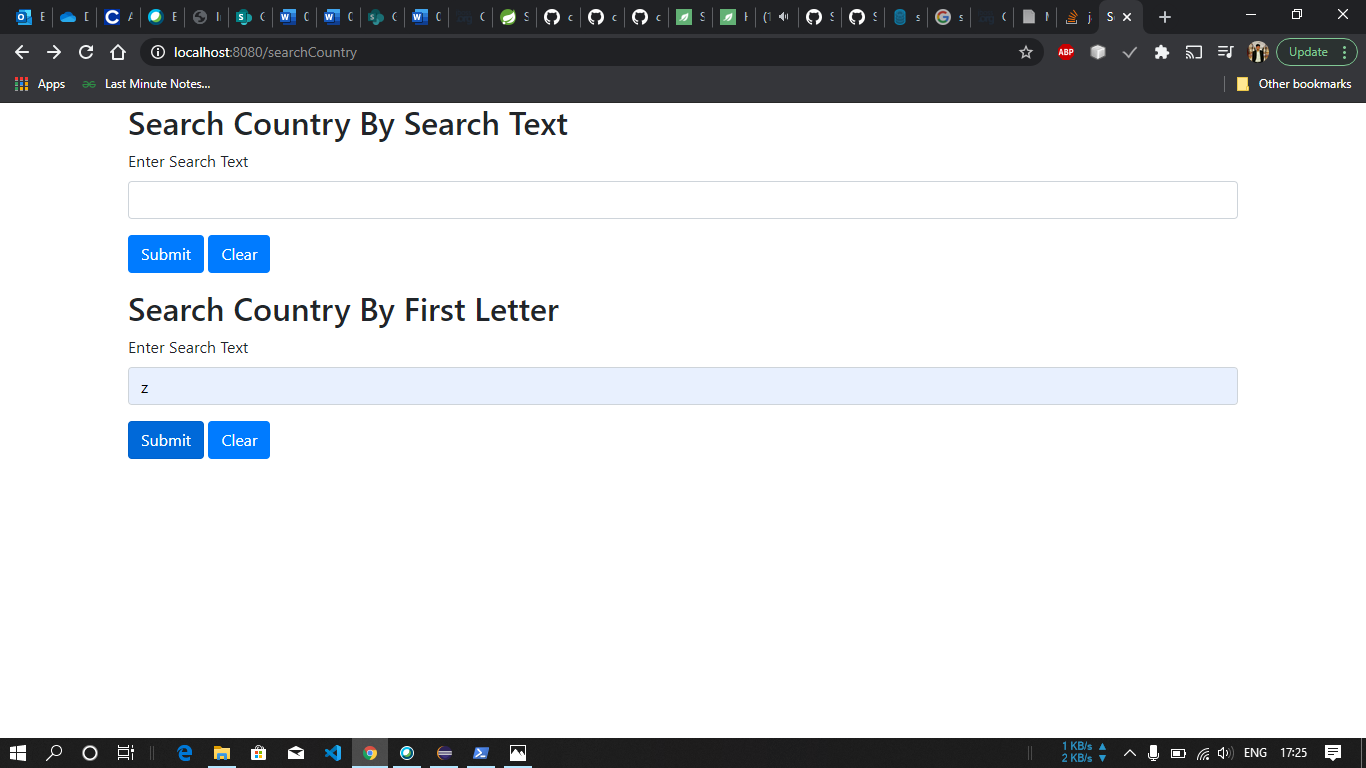 localhost:8080/searchCountry
ABP
Update
Apps
Last Minute Notes...
Other bookmarks
Search Country By Search Text
Enter Search Text
Submit Clear
Search Country By First Letter
Enter Search Text
z
Submit Clear
1 KB/s
2 KB/s
ENG
17:25